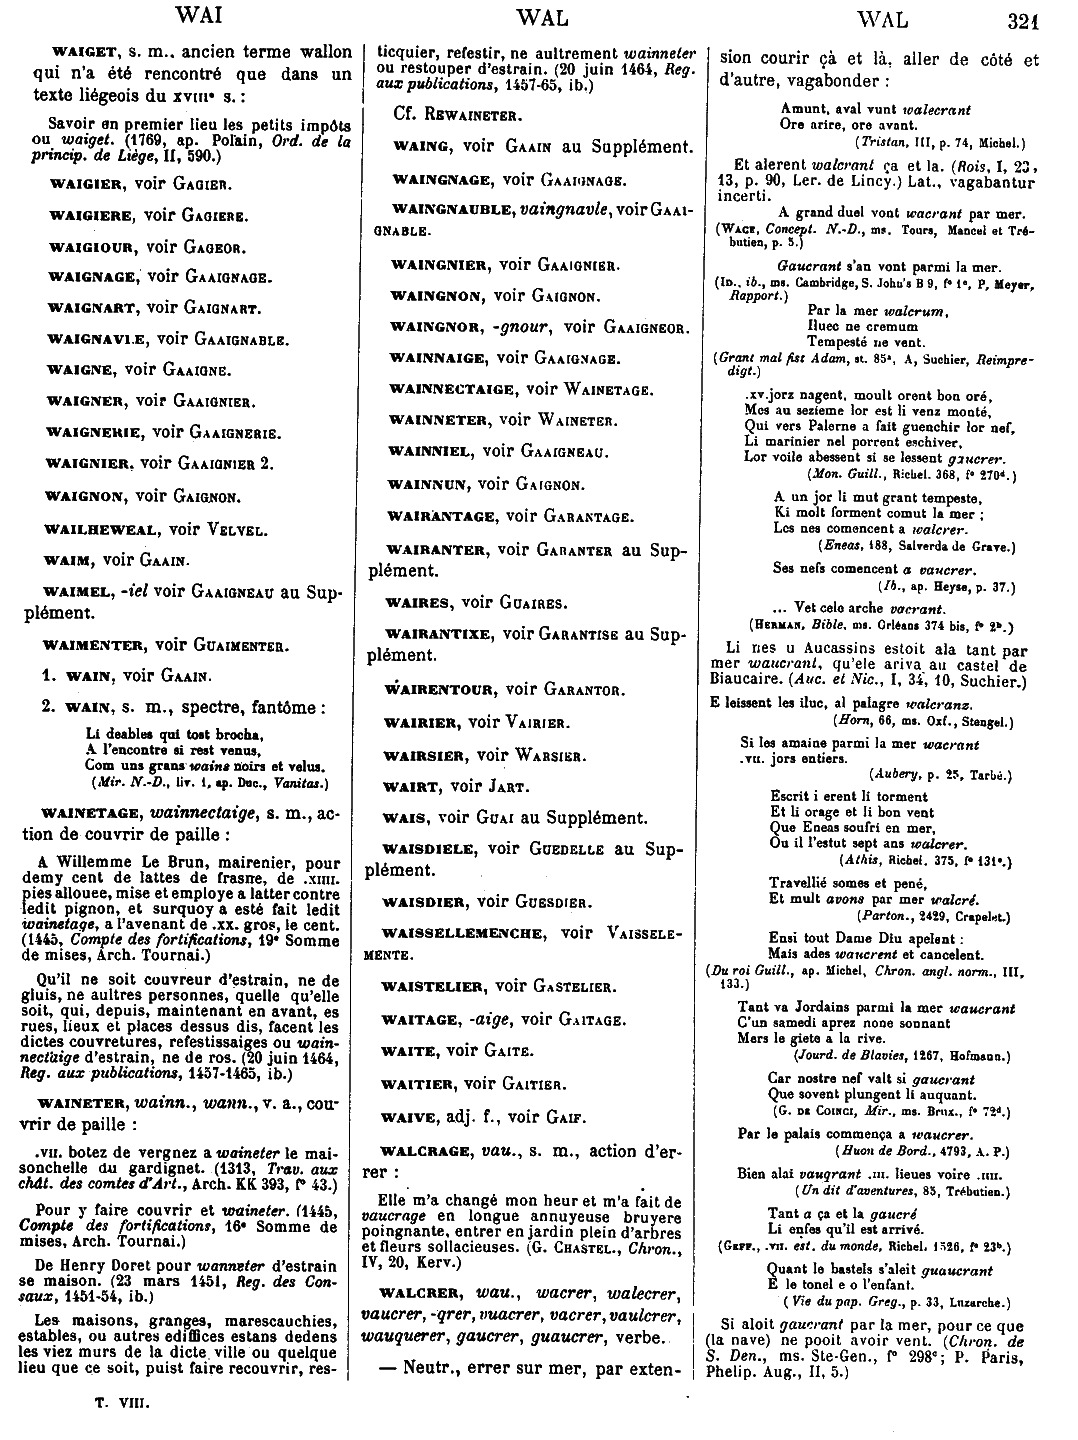 WAI
WAL
WAL 321
WAIGET, s. m.. ancien terme wallon
qui n'a été rencontré que dans un
texte liégeois du XVIIIe s. :
Savoir en premier lieu les petits impôts
ou waiget. (1769, ap. Polain, Ord. de la
princip. de Liège, II, 590.)
WAIGIER, voir GAGIER.
WAIGIERE, voir GAGIERE.
WAIGIOUR, voir GAGEOR.
WAIGNAGE, voir GAAIGNAGE.
WAIGNART, voir GAIGNART.
WAIGNAVLE, voir GAAIGNABLE.
WAIGNE, voir GAAIGNE.
WAIGNER, voir GAAIGNIER.
WAIGNERIE, voir GAAIGNERIE.
WAIGNIER, voir GAAIGNIER 2.
WAIGNON, voir GAIGNON.
WAILHEWEAL, voir VELVEL.
WAIM, voir GAAIN.
WAIMEL, -iel voir GAAIGNEAU au Sup-
plément.
WAIMENTER, voir GUAIMENTER.
1. WAIN, voir GAAIN.
2. WAIN, s. m., spectre, fantôme :
Li deables qui tost brocha,
A l'encontre si rest venus,
Com uns grans wains noirs et velus.
(Mir. N.-D., liv. 1, ap. Duc., Vanitas.)
WAINETAGE, wainnectaige, s. m., ac-
tion de couvrir de paille :
A Willemme Le Brun, mairenier, pour
demy cent de lattes de frasne, de .XIIII.
pies allouee, mise et employe a latter contre
ledit pignon, et surquoy a esté fait ledit
wainetage, a l'avenant de .XX. gros, le cent.
(1445, Compte des fortifications, 19e Somme
de mises, Arch. Tournai.)
Qu'il ne soit couvreur d'estrain, ne de
gluis, ne aultres personnes, quelle qu'elle
soit, qui, depuis, maintenant en avant, es
rues, lieux et places dessus dis, facent les
dictes couvretures, refestissaiges ou wain-
nectaige d'estrain, ne de ros. (20 juin 1464,
Reg. aux publications, 1457-1465, ib.)
WAINETER, wainn., wann., v. a., cou-
vrir de paille :
.VII. botez de vergnez a waineter le mai-
sonchelle du gardignet. (1313, Trav. aux
chât. des comtes d'Art., Arch. KK 393, f° 43.)
Pour y faire couvrir et waineter. (1445,
Compte des fortifications, 16e Somme de
mises, Arch. Tournai.)
De Henry Doret pour wanneter d'estrain
se maison. (23 mars 1451, Reg. des Con-
saux, 1451-54, ib.)
Les maisons, granges, marescauchies,
estables, ou autres ediffices estans dedens
les viez murs de la dicte ville ou quelque
lieu que ce soit, puist faire recouvrir, res-
T. VIII.
ticquier, refestir, ne aultrement wainneter
ou restouper d'estrain. (20 juin 1464, Reg.
aux publications, 1457-65, ib.)
Cf. REWAINETER.
WAING, voir GAAIN au Supplément.
WAINGNAGE, voir GAAIGNAGE.
WAINGNAUBLE, vaingnavle, voir GAAI-
GNABLE.
WAINGNIER, voir GAAIGNIER.
WAINGNON, voir GAIGNON.
WAINGNOR, -gnour, voir GAAIGNEOR.
WAINNAIGE, voir GAAIGNAGE.
WAINNECTAIGE, voir WAINETAGE.
WAINNETER, voir WAINETER.
WAINNIEL, voir GAAIGNEAU.
WAINNUN, voir GAIGNON.
WAIRANTAGE, voir GARANTAGE.
WAIRANTER, voir GARANTER au Sup-
plément.
WAIRES, voir GUAIRES.
WAIRANTIXE, voir GARANTISE au Sup-
plément.
WAIRENTOUR, voir GARANTOR.
WAIRIER, voir VAIRIER.
WAIRSIER, voir WARSIER.
WAIRT, voir JART.
WAIS, voir GUAI au Supplément.
WAISDIELE, voir GUEDELLE au Sup-
plément.
WAISDIER, voir GUESDIER.
WAISSELLEMENCHE, voir VAISSELE-
MENTE.
WAISTELIER, voir GASTELIER.
WAITAGE, -aige, voir GAITAGE.
WAITE, voir GAITE.
WAITIER, voir GAITIER.
WAIVE, adj. f., voir GAIF.
WALCRAGE, vau., s. m., action d'er-
rer :
Elle m'a changé mon heur et m'a fait de
vaucrage en longue annuyeuse bruyere
poingnante, entrer en jardin plein d'arbres
et fleurs sollacieuses. (G. CHASTEL., Chron.,
IV, 20, Kerv.)
WALCRER, wau., wacrer, walecrer,
vaucrer, -qrer, vuacrer, vacrer, vaulcrer,
wauquerer, gaucrer, guaucrer, verbe.
— Neutr., errer sur mer, par exten-
sion courir çà et là, aller de côté et
d'autre, vagabonder :
Amunt, aval vunt walecrant
Ore arire, ore avant.
(Tristan, III, p. 74, Michel.)
Et alerent walcrant ça et la. (Rois, I, 23,
13, p. 90, Ler. de Lincy.) Lat., vagabantur
incerti.
A grand duel vont wacrant par mer.
(WACE, Concept. N.-D., ms. Tours, Mancel et Tré-
butien, p. 5.)
Gaucrant s'an vont parmi la mer.
(ID., ib., ms. Cambridge, S. John's B 9, f° 1e, P. Meyer,
Rapport.)
Par la mer walcrum,
Iluec ne cremum
Tempesté ne vent.
(Grant mal fist Adam, st. 85a, A, Suchier, Reimpre-
digt.)
.XV. jorz nagent, moult orent bon oré,
Mes au sezieme lor est li venz monté,
Qui vers Palerne a fait guenchir lor nef,
Li marinier nel porrent eschiver,
Lor voile abessent si se lessent gaucrer.
(Mon. Guill., Richel. 368, f° 270d.)
A un jor li mut grant tempeste,
Ki molt forment comut la mer ;
Les nes comencent a walcrer.
(Eneas, 188, Salverda de Grave.)
Ses nefs comencent a vaucrer.
(Ib., ap. Heyse, p. 37.)
... Vet cele arche vacrant.
(HERMAN, Bible, ms. Orléans 374 bis, f° 2b.)
Li nes u Aucassins estoit ala tant par
mer waucrant, qu'ele ariva au castel de
Biaucaire. (Auc. et Nic., I, 34, 10, Suchier.)
E leissent les iluc, al palagre walcranz.
(Horn, 66, ms. Oxf., Stengel.)
Si les amaine parmi la mer wacrant
.VII. jors entiers.
(Aubery, p. 25, Tarbé.)
Escrit i erent li torment
Et li orage et li bon vent
Que Eneas soufri en mer,
Ou il l'estut sept ans walcrer.
(Athis, Richel. 375, f° 131e.)
Travellié somes et pené,
Et mult avons par mer walcré.
(Parton., 2429, Crapelet.)
Ensi tout Dame Diu apelent :
Mais ades waucrent et cancelent.
(Du roi Guill., ap. Michel, Chron. angl. norm., III,
133.)
Tant va Jordains parmi la mer waucrant
C'un samedi aprez none sonnant
Mers le giete a la rive.
(Jourd. de Blavies, 1267, Hofmann.)
Car nostre nef valt si gaucrant
Que sovent plungent li auquant.
(G. DE COINCI, Mir., ms. Brux., f° 72d.)
Par le palais commença a waucrer.
(Huon de Bord., 4793, A. P.)
Bien alai vauqrant .III. lieues voire .IIII.
(Un dit d'aventures, 85, Trébutien.)
Tant a ça et la gaucré
Li enfes qu'il est arrivé.
(GEFF., .VII. est. du monde, Richel. 1526, f° 23b.)
Quant le bastels s'aleit guaucrant
E le tonel e o l'enfant.
(Vie du pap. Greg., p. 33, Luzarche.)
Si aloit gaucrant par la mer, pour ce que
(la nave) ne pooit avoir vent. (Chron. de
S. Den., ms. Ste-Gen., f° 298c; P. Paris,
Phelip. Aug., II, 5.)